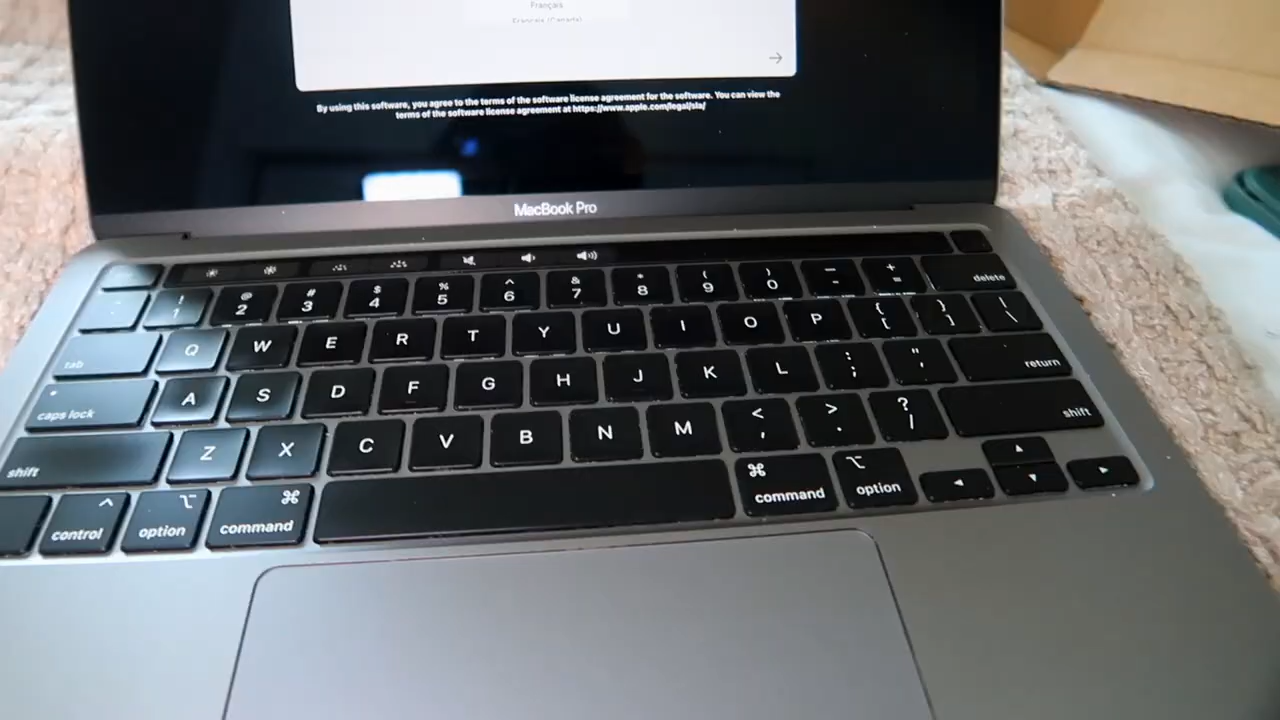 Français
Français (Canada)
→
By using this software, you agree to the terms of the software license agreement for the software. You can view the
terms of the software license agreement at https://www.apple.com/legal/sla/
MacBook Pro
! @ # $ % ^ & * ( ) — +
1 2 3 4 5 6 7 8 9 0 - = delete
tab Q W E R T Y U I O P { [ } ] | \
caps lock A S D F G H J K L : ; " ' return
shift Z X C V B N M < , > . ? / shift
^ ⌥ ⌘ ⌘ ⌥
control option command command option ◀ ▲ ▼ ▶